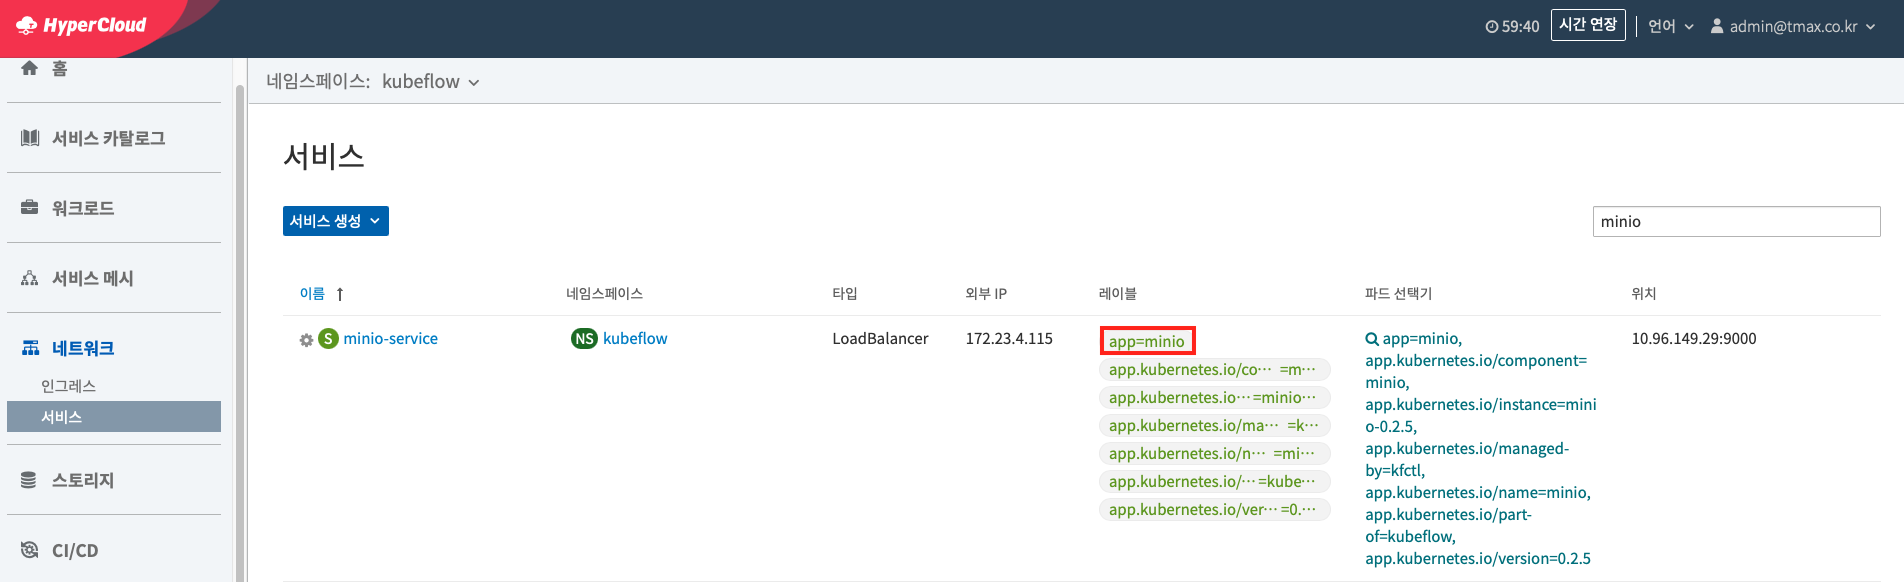 HyperCloud
59:40
시간 연장
언어
admin@tmax.co.kr
홈
서비스 카탈로그
워크로드
서비스 메시
네트워크
인그레스
서비스
스토리지
CI/CD
네임스페이스: kubeflow
서비스
서비스 생성
minio
이름 네임스페이스 타입 외부 IP 레이블 파드 선택기 위치
S minio-service
NS kubeflow
LoadBalancer
172.23.4.115
app=minio
app.kubernetes.io/co··· =m···
app.kubernetes.io···=minio···
app.kubernetes.io/ma··· =k···
app.kubernetes.io/n··· =mi···
app.kubernetes.io/···=kube···
app.kubernetes.io/ver···=0.···
app=minio,
app.kubernetes.io/component=
minio,
app.kubernetes.io/instance=mini
o-0.2.5,
app.kubernetes.io/managed-
by=kfctl,
app.kubernetes.io/name=minio,
app.kubernetes.io/part-
of=kubeflow,
app.kubernetes.io/version=0.2.5
10.96.149.29:9000